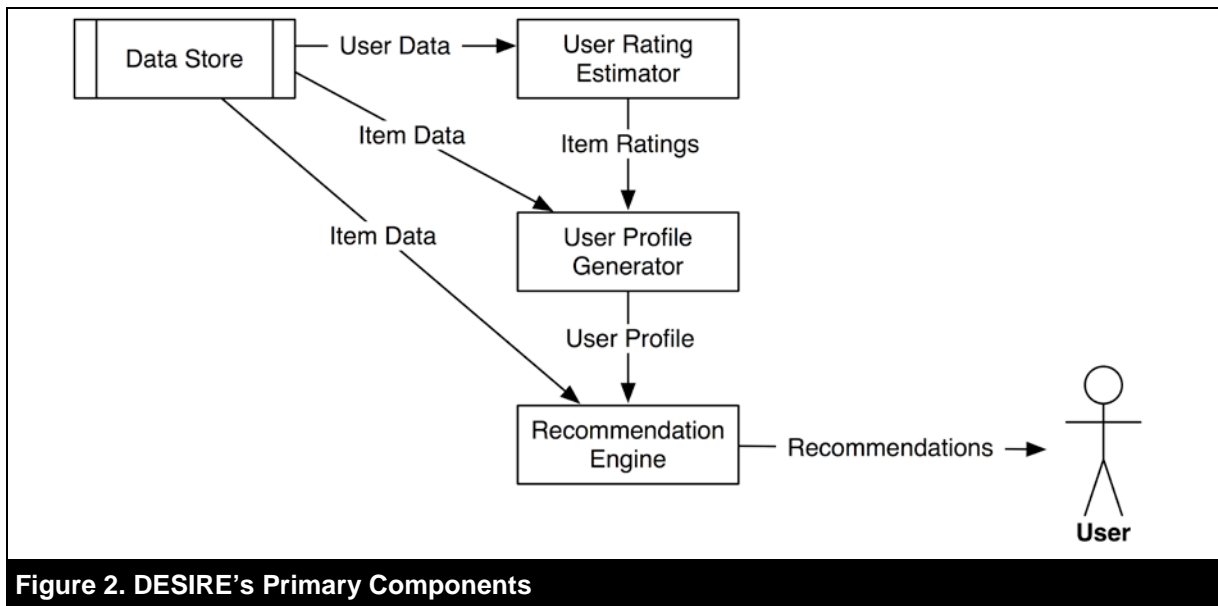 Data Store
User Data
User Rating
Estimator
Item Data
Item Ratings
Item Data
User Profile
Generator
User Profile
Recommendation
Engine
Recommendations
User
Figure 2. DESIRE's Primary Components